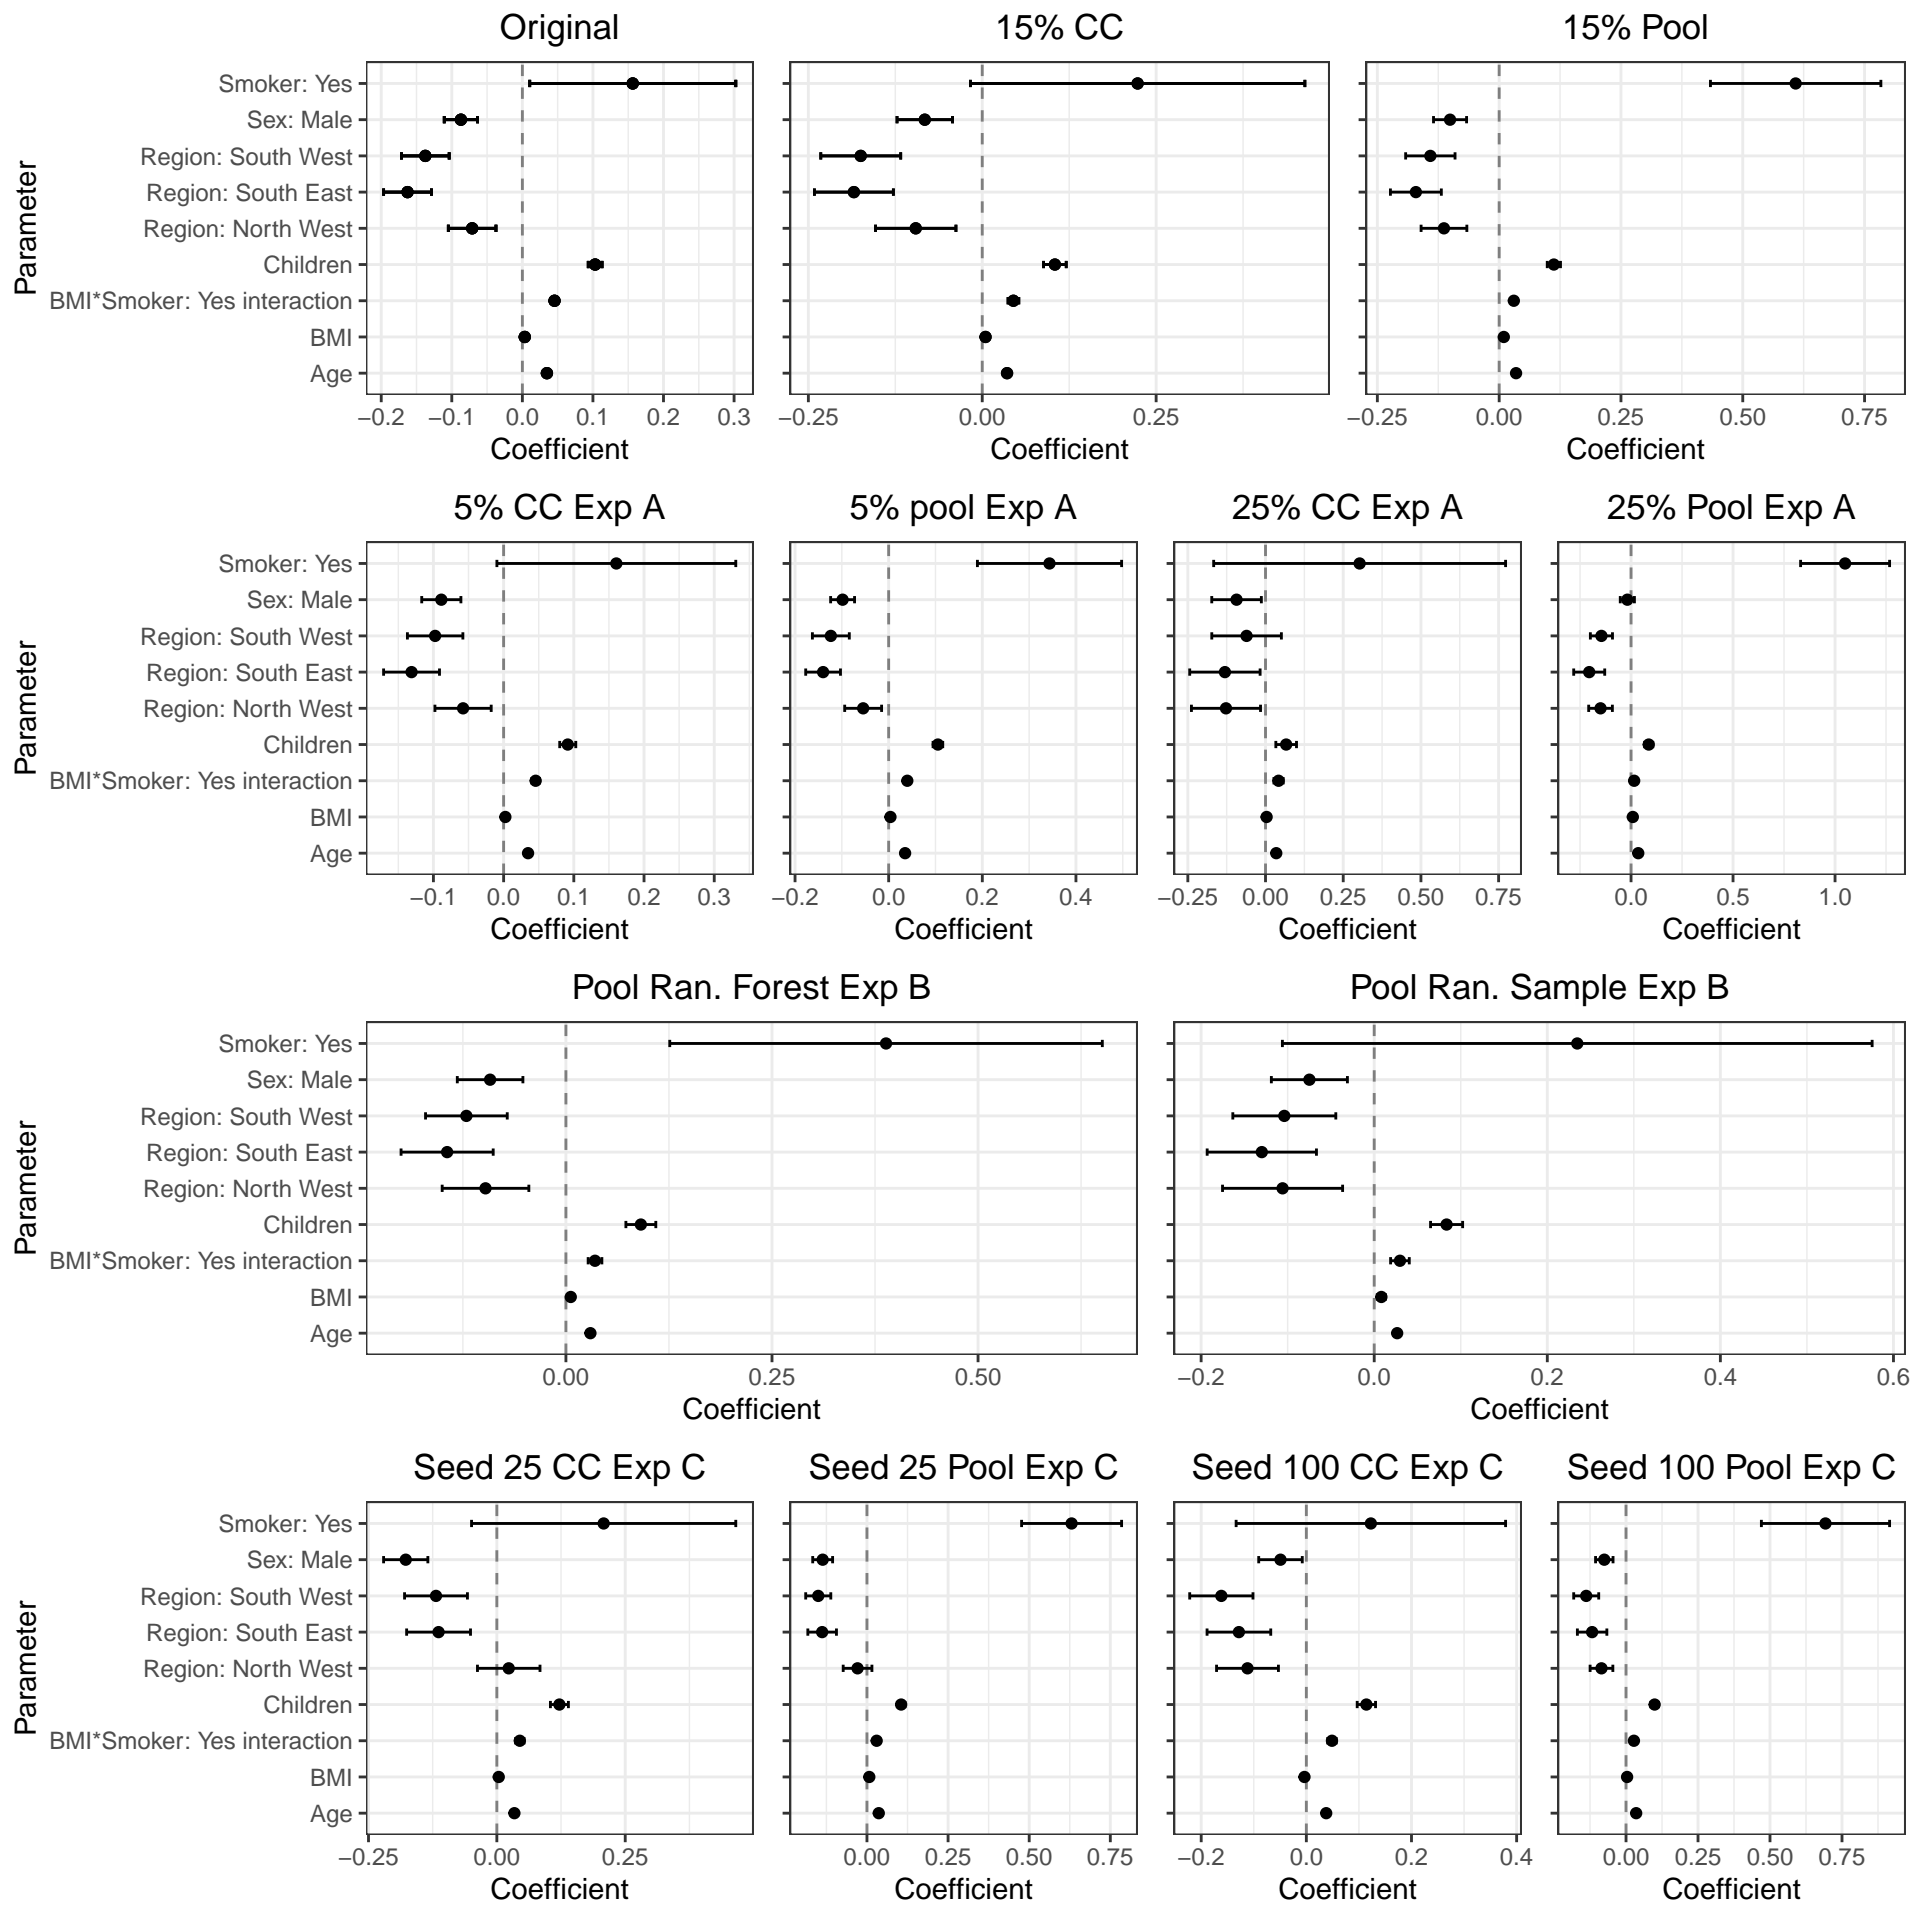 Original
15% CC
15% Pool
Parameter
Smoker: Yes
Sex: Male
Region: South West
Region: South East
Region: North West
Children
BMI*Smoker: Yes interaction
BMI
Age
−0.2 −0.1 0.0 0.1 0.2 0.3
−0.25 0.00 0.25
−0.25 0.00 0.25 0.50 0.75
Coefficient
Coefficient
Coefficient
5% CC Exp A
5% pool Exp A
25% CC Exp A
25% Pool Exp A
Parameter
Smoker: Yes
Sex: Male
Region: South West
Region: South East
Region: North West
Children
BMI*Smoker: Yes interaction
BMI
Age
−0.1 0.0 0.1 0.2 0.3
−0.2 0.0 0.2 0.4
−0.25 0.00 0.25 0.50 0.75
0.0 0.5 1.0
Coefficient
Coefficient
Coefficient
Coefficient
Pool Ran. Forest Exp B
Pool Ran. Sample Exp B
Parameter
Smoker: Yes
Sex: Male
Region: South West
Region: South East
Region: North West
Children
BMI*Smoker: Yes interaction
BMI
Age
0.00 0.25 0.50
−0.2 0.0 0.2 0.4 0.6
Coefficient
Coefficient
Seed 25 CC Exp C
Seed 25 Pool Exp C
Seed 100 CC Exp C
Seed 100 Pool Exp C
Parameter
Smoker: Yes
Sex: Male
Region: South West
Region: South East
Region: North West
Children
BMI*Smoker: Yes interaction
BMI
Age
−0.25 0.00 0.25
0.00 0.25 0.50 0.75
−0.2 0.0 0.2 0.4
0.00 0.25 0.50 0.75
Coefficient
Coefficient
Coefficient
Coefficient